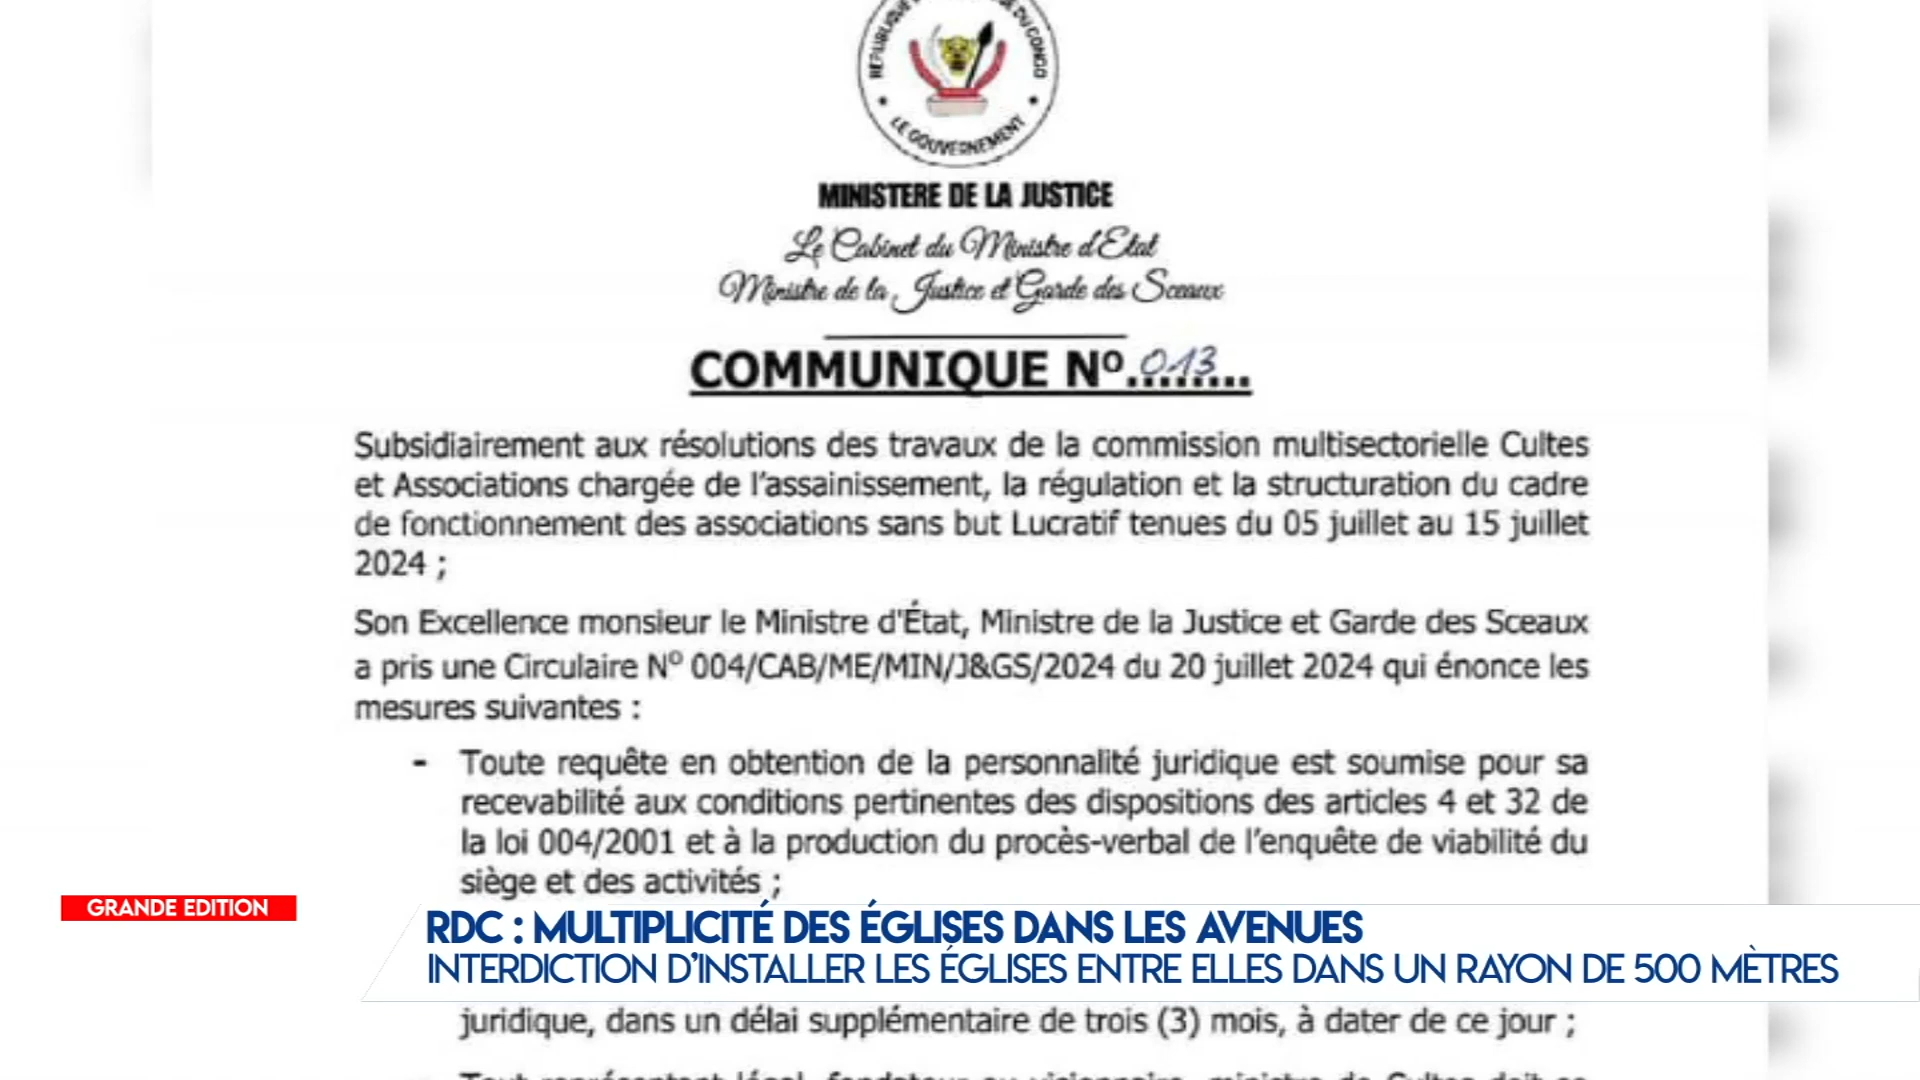 RÉPUBLIQUE DU CONGO
LE GOUVERNEMENT
MINISTERE DE LA JUSTICE
Le Cabinet du Ministre d'Etat
Ministre de la Justice et Garde des Sceaux
COMMUNIQUE Nº.013........
Subsidiairement aux résolutions des travaux de la commission multisectorielle Cultes
et Associations chargée de l'assainissement, la régulation et la structuration du cadre
de fonctionnement des associations sans but Lucratif tenues du 05 juillet au 15 juillet
2024 ;
Son Excellence monsieur le Ministre d'État, Ministre de la Justice et Garde des Sceaux
a pris une Circulaire Nº 004/CAB/ME/MIN/J&GS/2024 du 20 juillet 2024 qui énonce les
mesures suivantes :
- Toute requête en obtention de la personnalité juridique est soumise pour sa
recevabilité aux conditions pertinentes des dispositions des articles 4 et 32 de
la loi 004/2001 et à la production du procès-verbal de l'enquête de viabilité du
siège et des activités ;
GRANDE EDITION
RDC : MULTIPLICITÉ DES ÉGLISES DANS LES AVENUES
INTERDICTION D'INSTALLER LES ÉGLISES ENTRE ELLES DANS UN RAYON DE 500 MÈTRES
juridique, dans un délai supplémentaire de trois (3) mois, à dater de ce jour ;